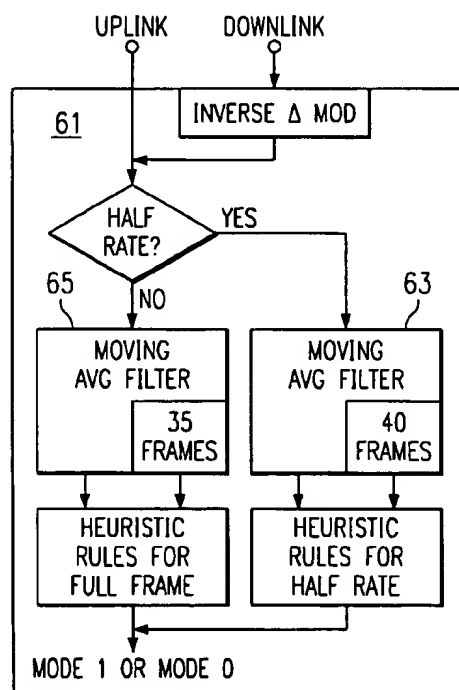 UPLINK
DOWNLINK
61
INVERSE Δ MOD
HALF
RATE?
YES
NO
65
63
MOVING
AVG FILTER
35
FRAMES
MOVING
AVG FILTER
40
FRAMES
HEURISTIC
RULES FOR
FULL FRAME
HEURISTIC
RULES FOR
HALF RATE
MODE 1 OR MODE 0